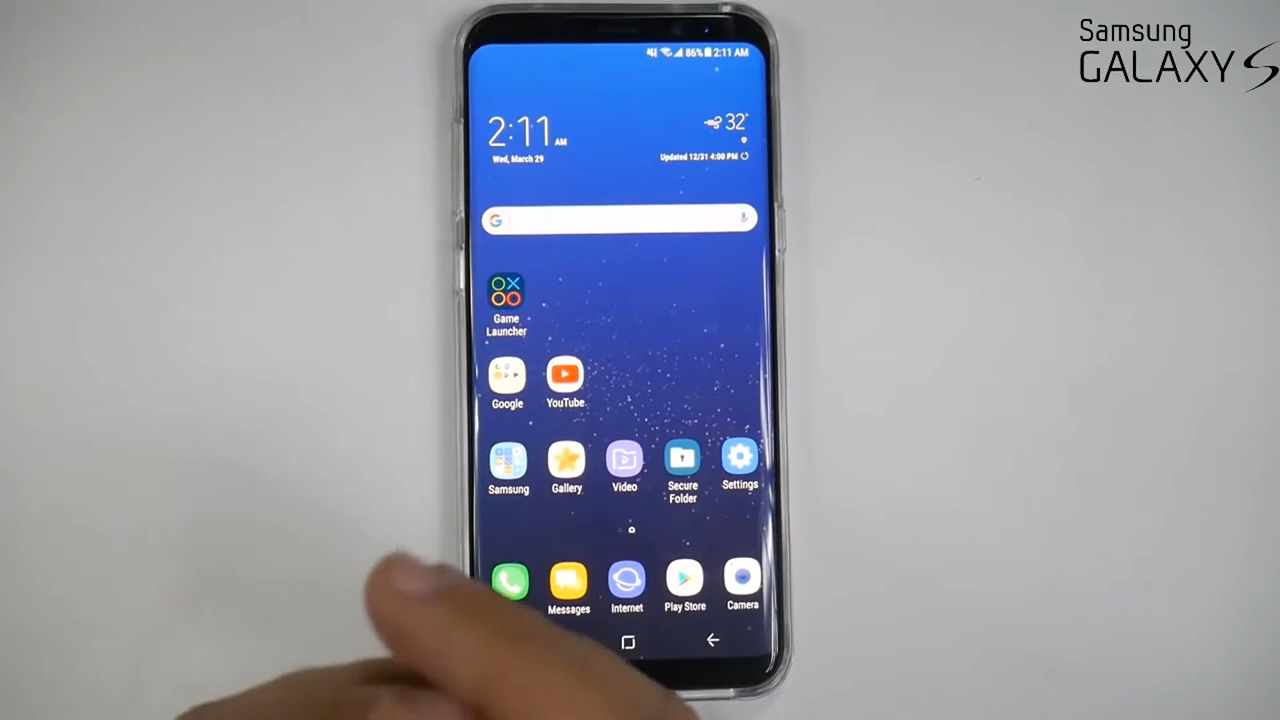 Samsung
GALAXY S
86% 2:11 AM
2:11 AM
32°
Wed, March 29
Updated 12/31 4:00 PM
G
Game
Launcher
Google
YouTube
Samsung
Gallery
Video
Secure
Folder
Settings
Messages
Internet
Play Store
Camera